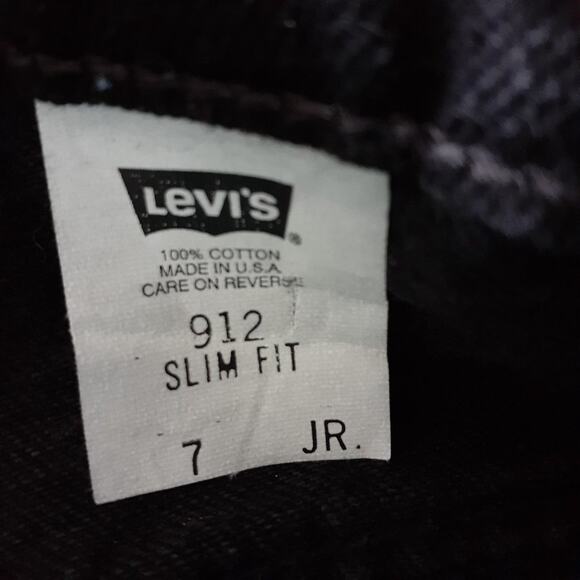 Levi's
®
100% COTTON
MADE IN U.S.A.
CARE ON REVERSE
912
SLIM FIT
7 JR.